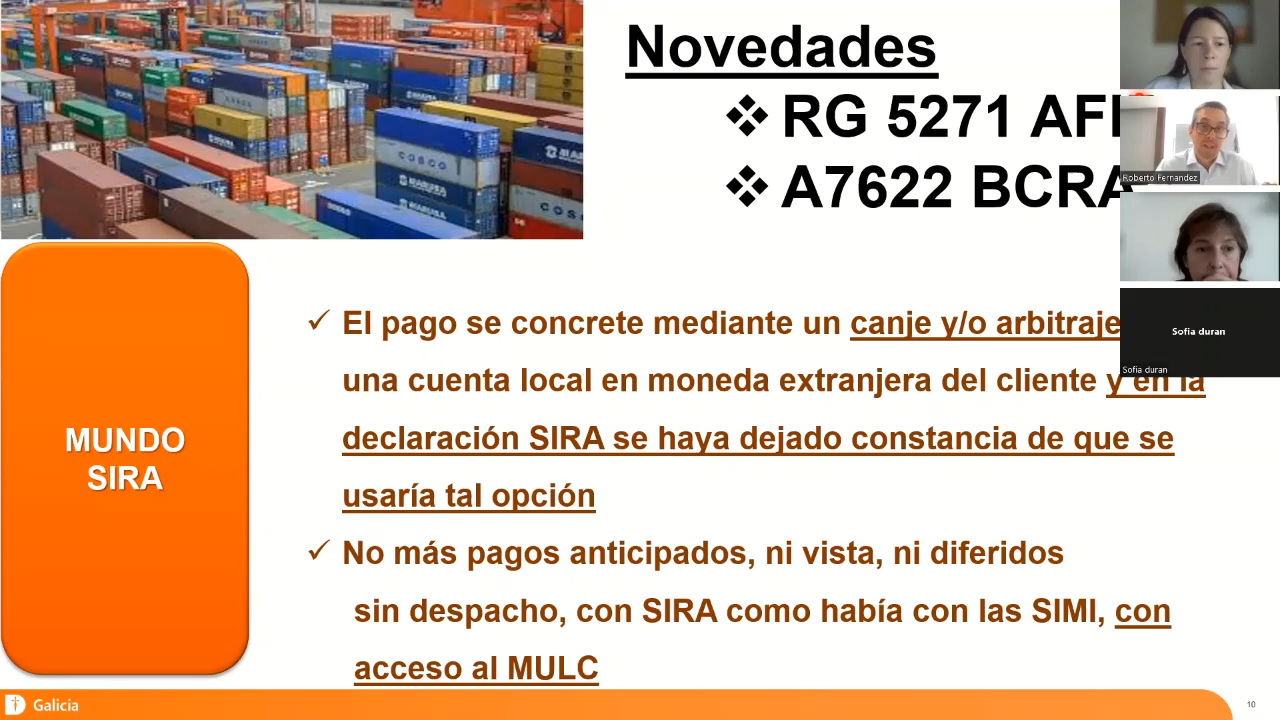 Novedades
❖ RG 5271
❖ A7622 BCRA
Roberto Fernandez
Sofia duran
Sofia duran
✓ El pago se concrete mediante un canje y/o arbitraje
una cuenta local en moneda extranjera del cliente y en la
declaración SIRA se haya dejado constancia de que se
usaría tal opción
✓ No más pagos anticipados, ni vista, ni diferidos
sin despacho, con SIRA como había con las SIMI, con
acceso al MULC
MUNDO
SIRA
Galicia
10
COSCO